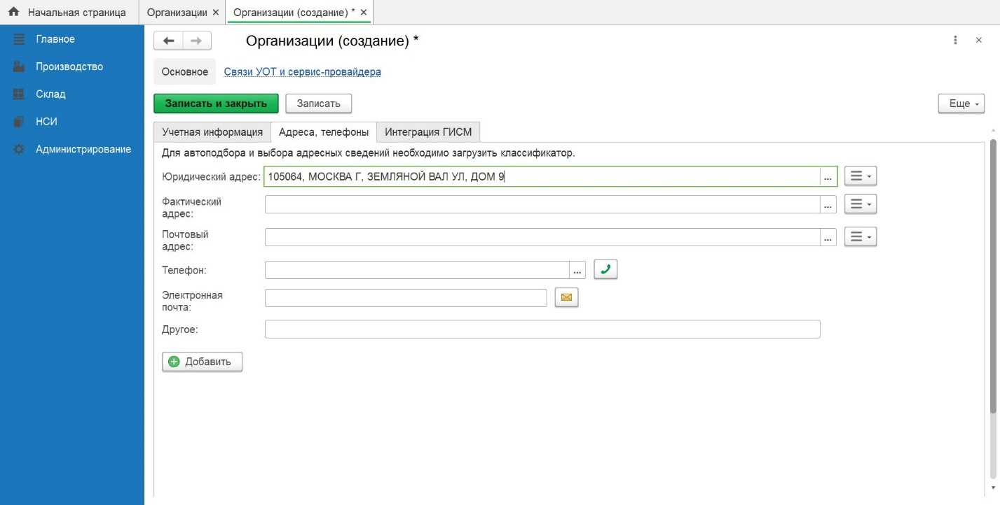 Начальная страница
Организации ×
Организации (создание) * ×
Главное
Производство
Склад
НСИ
Администрирование
Организации (создание) *
Основное
Связи УОТ и сервис-провайдера
Записать и закрыть
Записать
Еще
Учетная информация
Адреса, телефоны
Интеграция ГИСМ
Для автоподбора и выбора адресных сведений необходимо загрузить классификатор.
Юридический адрес: 105064, МОСКВА Г, ЗЕМЛЯНОЙ ВАЛ УЛ, ДОМ 9 ...
Фактический
адрес: ...
Почтовый
адрес: ...
Телефон: ...
Электронная
почта:
Другое:
Добавить